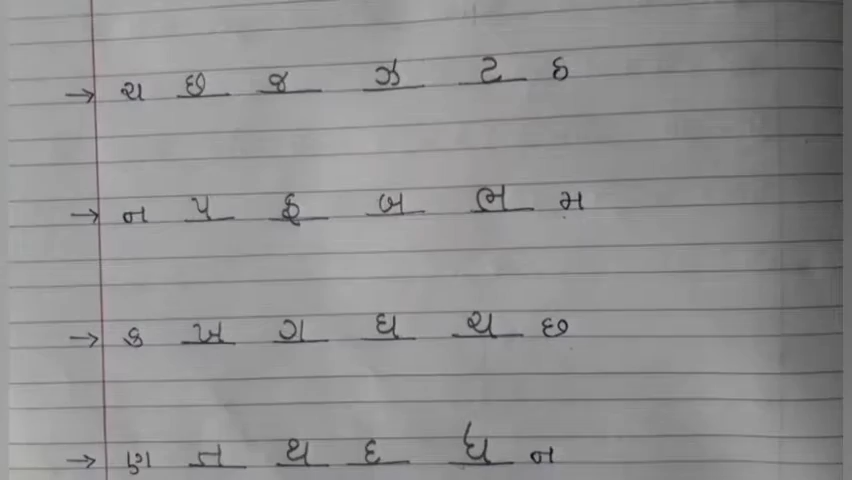 → ચ છ જ ઝ ટ ઠ
→ ન પ ફ બ ભ મ
→ ક ખ ગ ઘ ચ છ
→ ણ ત થ દ ધ ન